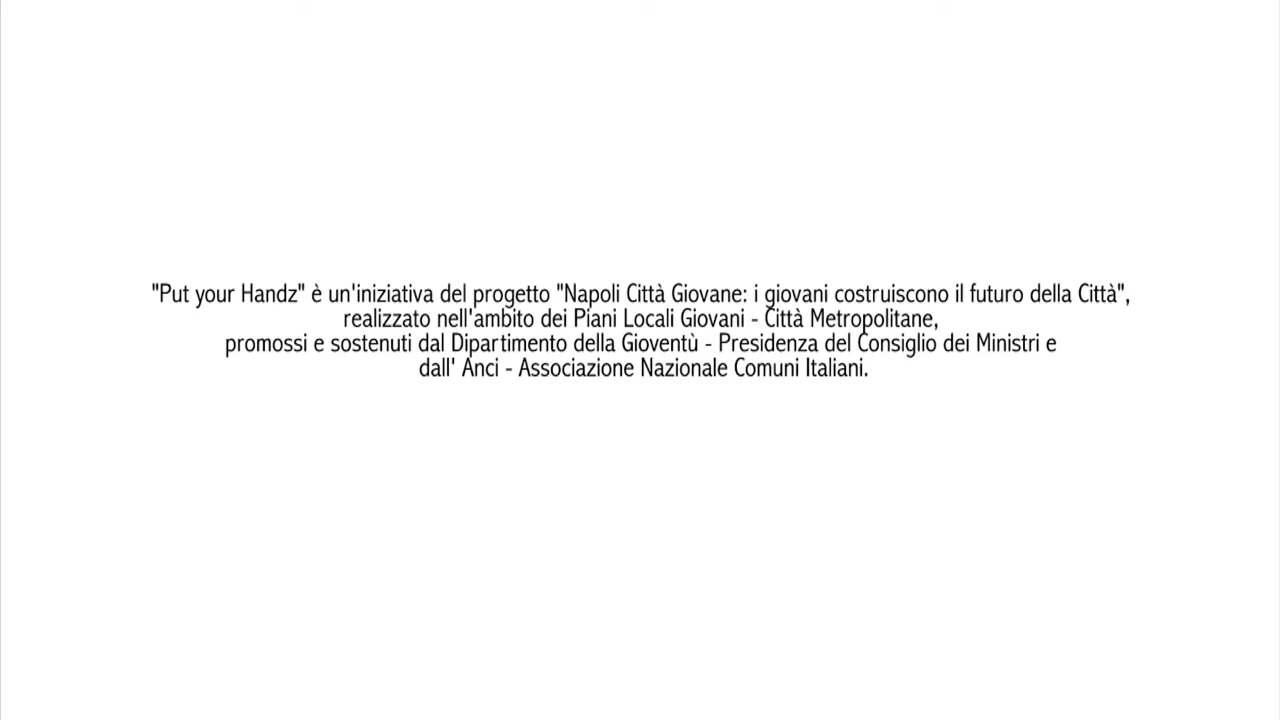 "Put your Handz" è un'iniziativa del progetto "Napoli Città Giovane: i giovani costruiscono il futuro della Città",
realizzato nell'ambito dei Piani Locali Giovani - Città Metropolitane,
promossi e sostenuti dal Dipartimento della Gioventù - Presidenza del Consiglio dei Ministri e
dall' Anci - Associazione Nazionale Comuni Italiani.